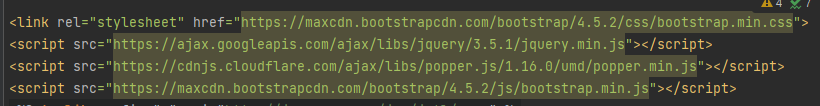 4 7
<link rel="stylesheet" href="https://maxcdn.bootstrapcdn.com/bootstrap/4.5.2/css/bootstrap.min.css">
<script src="https://ajax.googleapis.com/ajax/libs/jquery/3.5.1/jquery.min.js"></script>
<script src="https://cdnjs.cloudflare.com/ajax/libs/popper.js/1.16.0/umd/popper.min.js"></script>
<script src="https://maxcdn.bootstrapcdn.com/bootstrap/4.5.2/js/bootstrap.min.js"></script>